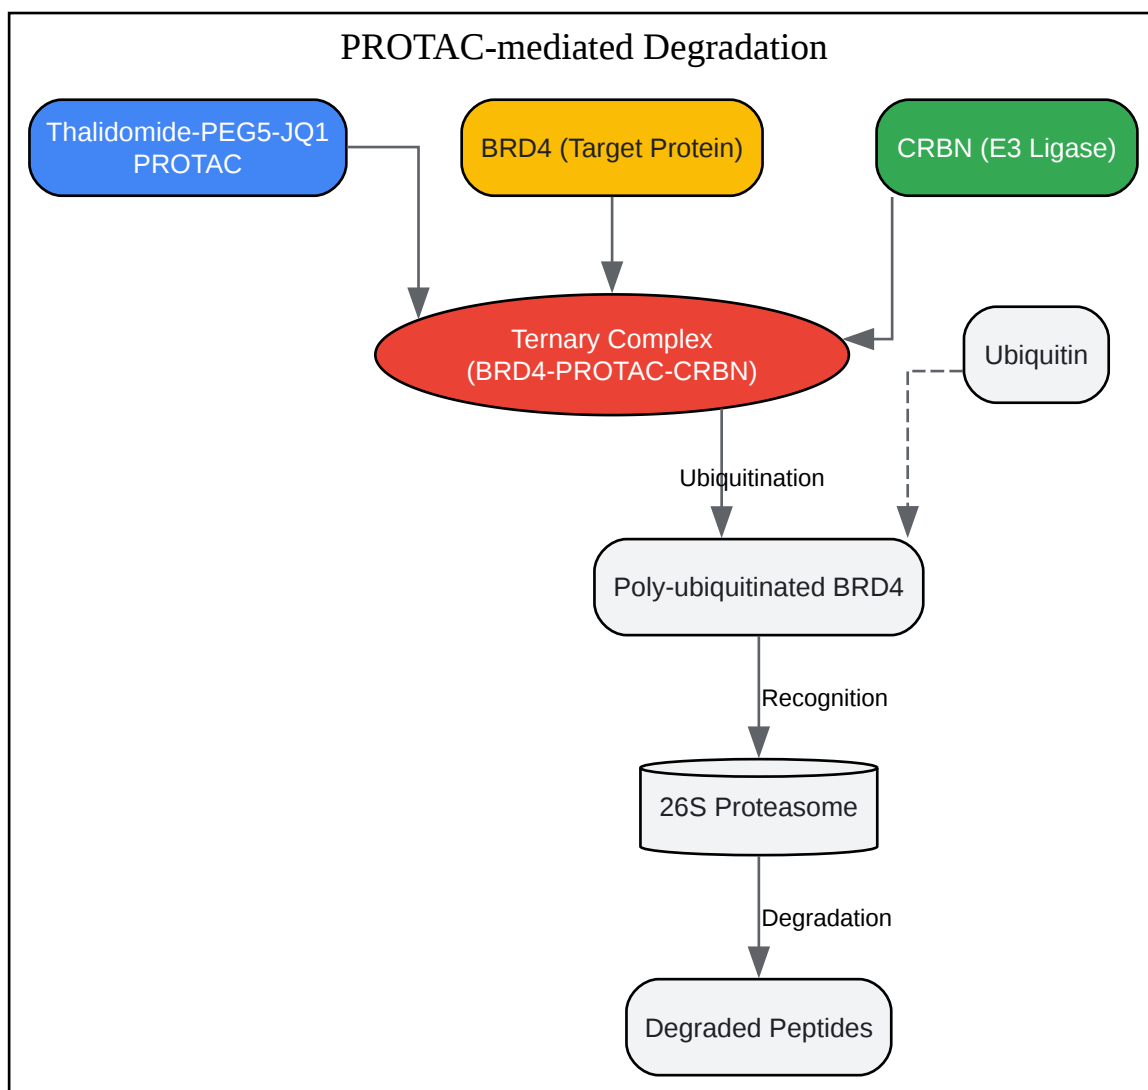 PROTAC-mediated Degradation
Thalidomide-PEG5-JQ1
PROTAC
BRD4 (Target Protein)
CRBN (E3 Ligase)
Ternary Complex
(BRD4-PROTAC-CRBN)
Ubiquitin
Ubiquitination
Poly-ubiquitinated BRD4
Recognition
26S Proteasome
Degradation
Degraded Peptides